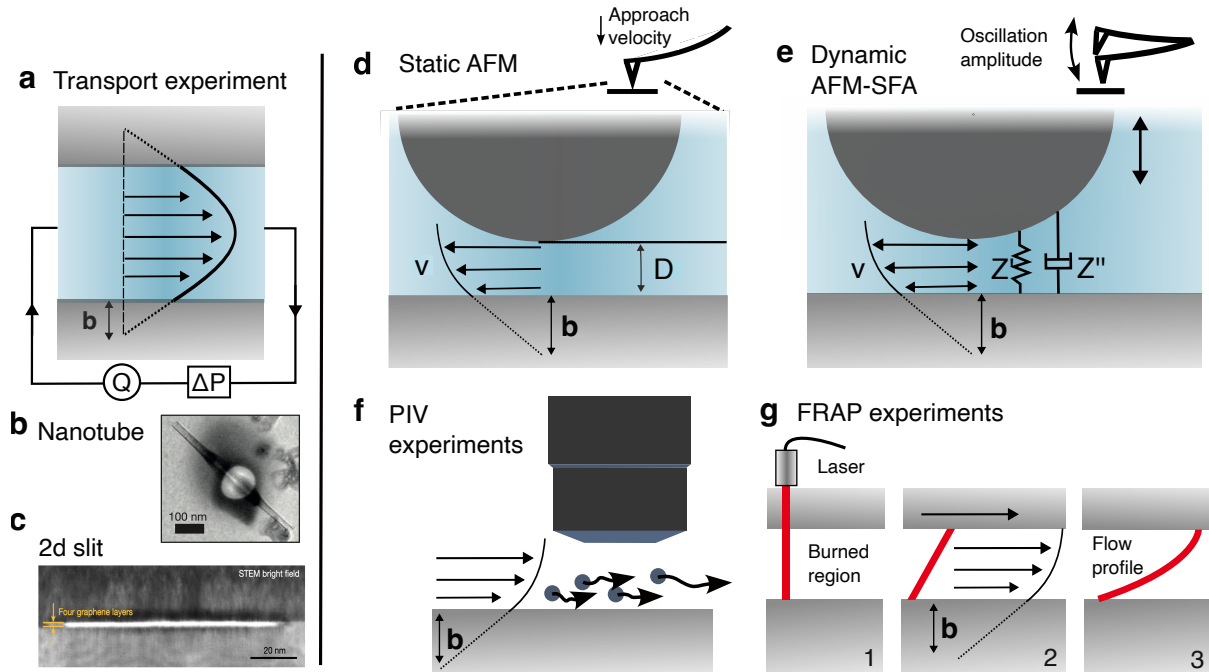 a Transport experiment
b
Q
ΔP
b Nanotube
100 nm
c
2d slit
STEM bright field
Four graphene layers
20 nm
d Static AFM
Approach
velocity
v
D
b
e Dynamic
AFM-SFA
Oscillation
amplitude
v
Z'
Z''
b
f PIV
experiments
b
g FRAP experiments
Laser
Burned
region
1
b
2
Flow
profile
3